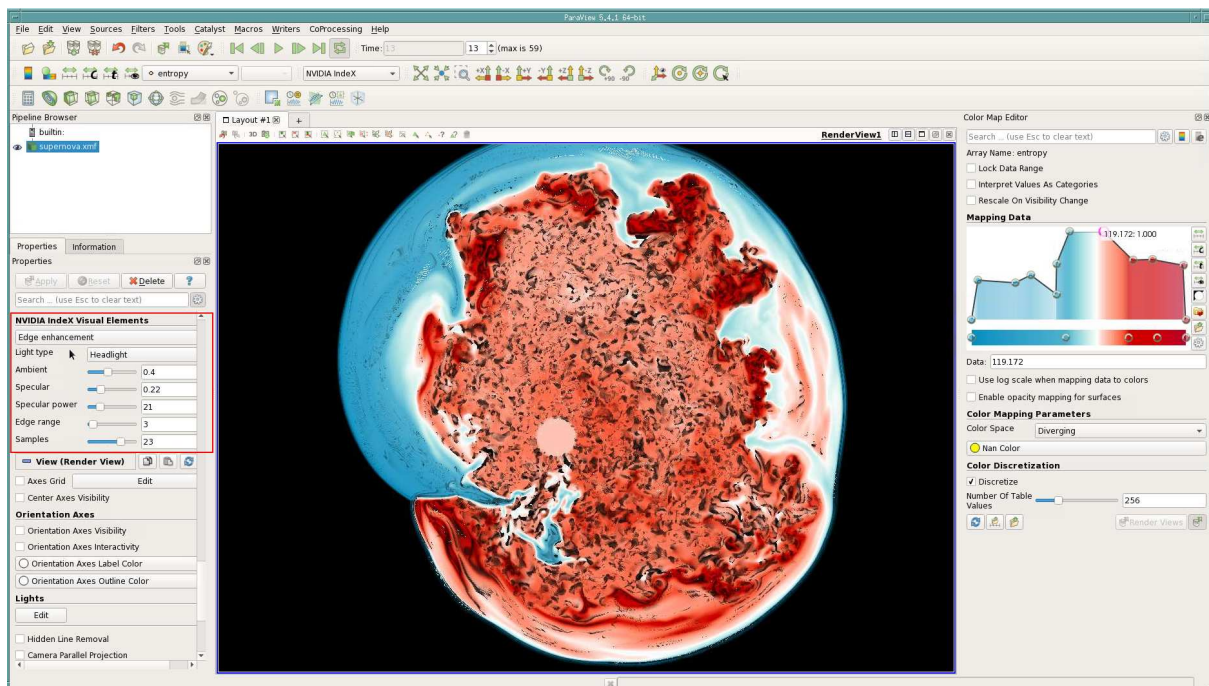 ParaView 5.4.1 64-bit
File Edit View Sources Filters Tools Catalyst Macros Writers CoProcessing Help
Time: 13 13 (max is 59)
entropy NVIDIA IndeX +90 -90
Pipeline Browser
builtin:
supernova.xmf
Properties Information
Properties
Apply Reset Delete ?
Search ... (use Esc to clear text)
NVIDIA IndeX Visual Elements
Edge enhancement
Light type Headlight
Ambient 0.4
Specular 0.22
Specular power 21
Edge range 3
Samples 23
View (Render View)
Axes Grid Edit
Center Axes Visibility
Orientation Axes
Orientation Axes Visibility
Orientation Axes Interactivity
Orientation Axes Label Color
Orientation Axes Outline Color
Lights
Edit
Hidden Line Removal
Camera Parallel Projection
Layout #1 +
3D RenderView1
Color Map Editor
Search ... (use Esc to clear text)
Array Name: entropy
Lock Data Range
Interpret Values As Categories
Rescale On Visibility Change
Mapping Data
119.172: 1.000
Data: 119.172
Use log scale when mapping data to colors
Enable opacity mapping for surfaces
Color Mapping Parameters
Color Space Diverging
Nan Color
Color Discretization
Discretize
Number Of Table Values 256
Render Views